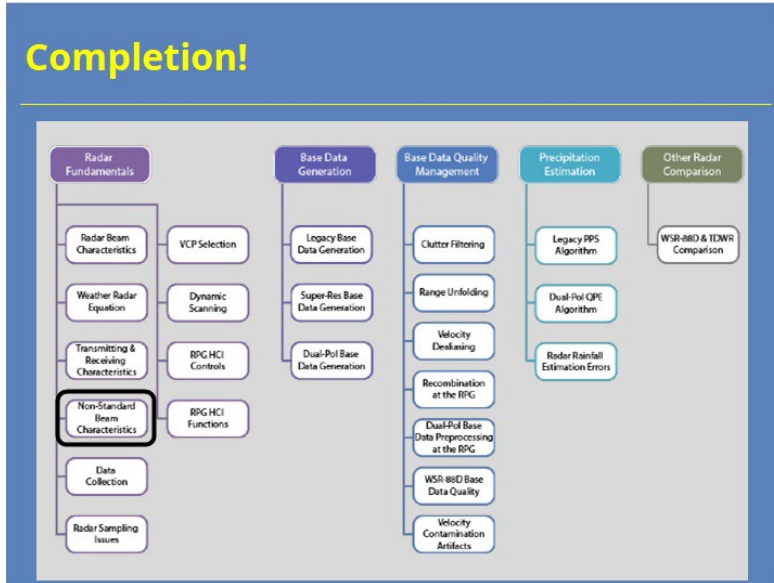 Completion!
Radar
Fundamentals
Radar Beam
Characteristics
Weather Radar
Equation
Transmitting &
Receiving
Characteristics
Non-Standard
Beam
Characteristics
Data
Collection
Radar Sampling
Issues
VCP Selection
Dynamic
Scanning
RPG HCI
Controls
RPG HCI
Functions
Base Data
Generation
Legacy Base
Data Generation
Super-Res Base
Data Generation
Dual-Pol Base
Data Generation
Base Data Quality
Management
Clutter Filtering
Range Unfolding
Velocity
Dealiasing
Recombination
at the RPG
Dual-Pol Base
Data Preprocessing
at the RPG
WSR-88D Base
Data Quality
Velocity
Contamination
Artifacts
Precipitation
Estimation
Legacy PPS
Algorithm
Dual-Pol QPE
Algorithm
Radar Rainfall
Estimation Errors
Other Radar
Comparison
WSR-88D & TDWR
Comparison